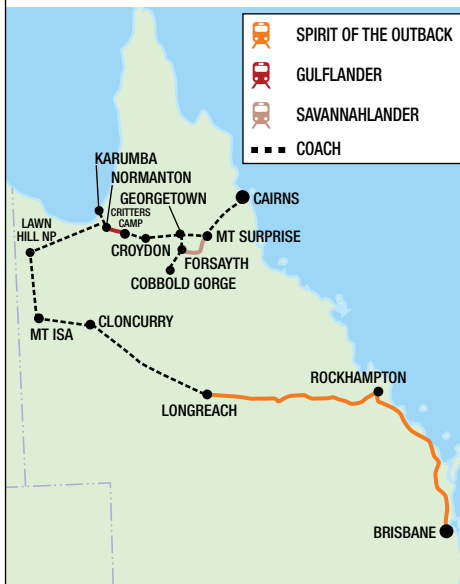 SPIRIT OF THE OUTBACK
GULFLANDER
SAVANNAHLANDER
COACH
KARUMBA
NORMANTON
GEORGETOWN
CRITTERS
CAMP
CAIRNS
LAWN
HILL NP
CROYDON
MT SURPRISE
FORSAYTH
COBBOLD GORGE
MT ISA
CLONCURRY
ROCKHAMPTON
LONGREACH
BRISBANE